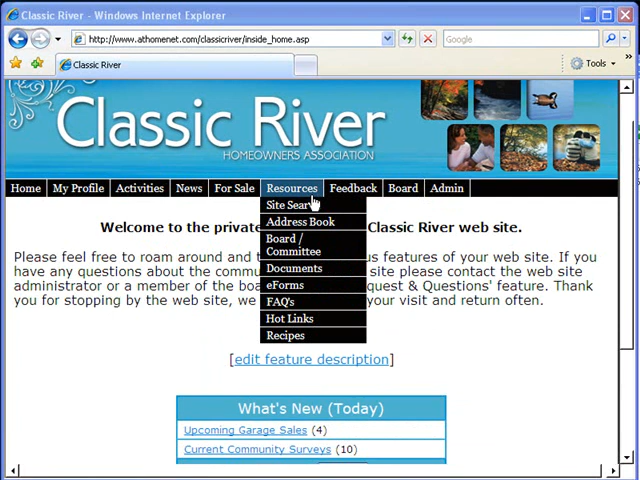 Classic River - Windows Internet Explorer
http://www.athomenet.com/classicriver/inside_home.asp
Google
Classic River
Tools
Classic River
HOMEOWNERS ASSOCIATION
Home My Profile Activities News For Sale Resources Feedback Board Admin
Site Sear
Address Book
Board /
Committee
Documents
eForms
FAQ's
Hot Links
Recipes
Welcome to the private Classic River web site.
Please feel free to roam around and us features of your web site. If you
have any questions about the commu site please contact the web site
administrator or a member of the boa quest & Questions' feature. Thank
you for stopping by the web site, we your visit and return often.
[edit feature description]
What's New (Today)
Upcoming Garage Sales (4)
Current Community Surveys (10)